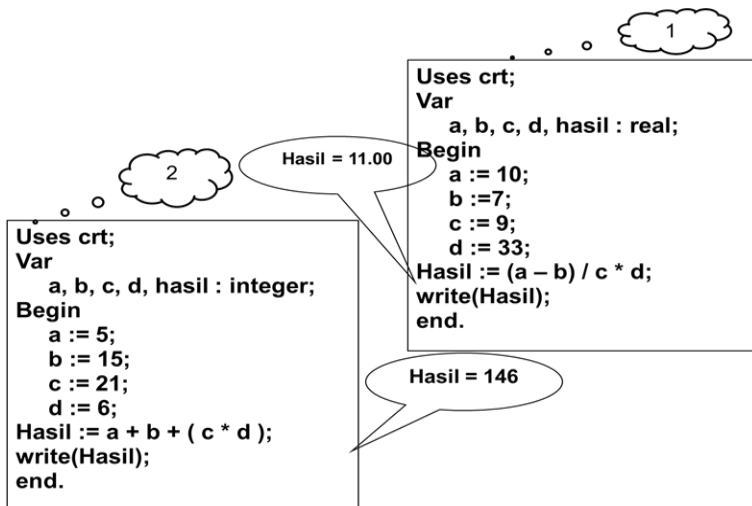 1
Uses crt;
Var
a, b, c, d, hasil : real;
Begin
a := 10;
b :=7;
c := 9;
d := 33;
Hasil := (a – b) / c * d;
write(Hasil);
end.
Hasil = 11.00
2
Uses crt;
Var
a, b, c, d, hasil : integer;
Begin
a := 5;
b := 15;
c := 21;
d := 6;
Hasil := a + b + ( c * d );
write(Hasil);
end.
Hasil = 146